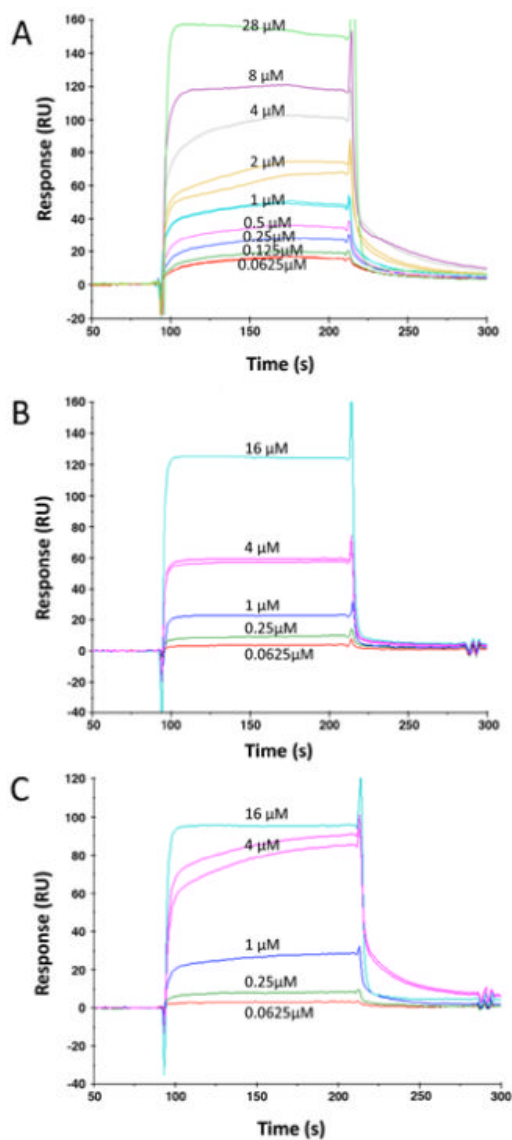 A
160
140
120
100
80
60
40
20
0
-20
Response (RU)
28 µM
8 µM
4 µM
2 µM
1 µM
0.5 µM
0.25µM
0.125µM
0.0625µM
50 100 150 200 250 300
Time (s)
B
160
140
120
100
80
60
40
20
0
-20
-40
Response (RU)
16 µM
4 µM
1 µM
0.25µM
0.0625µM
50 100 150 200 250 300
Time (s)
C
120
100
80
60
40
20
0
-20
-40
Response (RU)
16 µM
4 µM
1 µM
0.25µM
0.0625µM
50 100 150 200 250 300
Time (s)